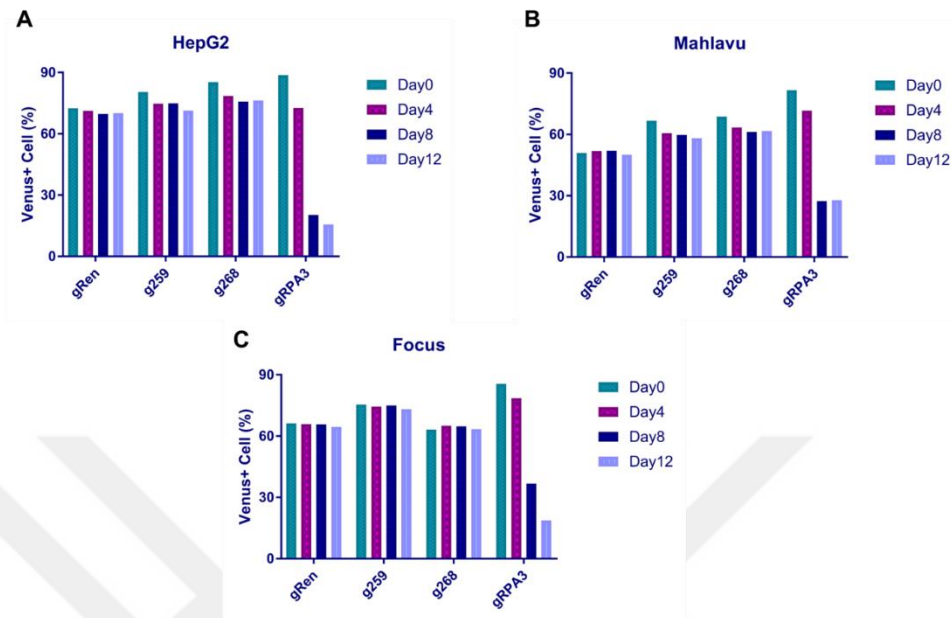 A
HepG2
Venus+ Cell (%)
90
60
30
0
gRen
g259
g268
gRPA3
Day0
Day4
Day8
Day12
B
Mahlavu
Venus+ Cell (%)
90
60
30
0
gRen
g259
g268
gRPA3
Day0
Day4
Day8
Day12
C
Focus
Venus+ Cell (%)
90
60
30
0
gRen
g259
g268
gRPA3
Day0
Day4
Day8
Day12